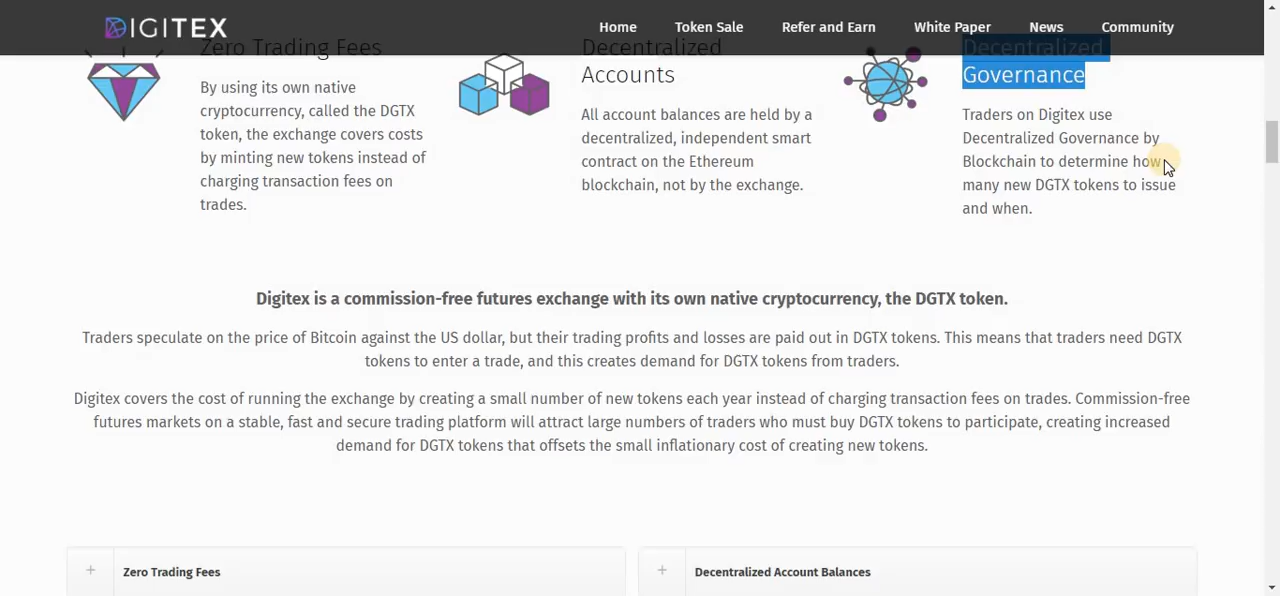 DIGITEX
Home Token Sale Refer and Earn White Paper News Community
Zero Trading Fees
By using its own native
cryptocurrency, called the DGTX
token, the exchange covers costs
by minting new tokens instead of
charging transaction fees on
trades.
Decentralized
Accounts
All account balances are held by a
decentralized, independent smart
contract on the Ethereum
blockchain, not by the exchange.
Decentralized
Governance
Traders on Digitex use
Decentralized Governance by
Blockchain to determine how
many new DGTX tokens to issue
and when.
Digitex is a commission-free futures exchange with its own native cryptocurrency, the DGTX token.
Traders speculate on the price of Bitcoin against the US dollar, but their trading profits and losses are paid out in DGTX tokens. This means that traders need DGTX
tokens to enter a trade, and this creates demand for DGTX tokens from traders.
Digitex covers the cost of running the exchange by creating a small number of new tokens each year instead of charging transaction fees on trades. Commission-free
futures markets on a stable, fast and secure trading platform will attract large numbers of traders who must buy DGTX tokens to participate, creating increased
demand for DGTX tokens that offsets the small inflationary cost of creating new tokens.
+ Zero Trading Fees
+ Decentralized Account Balances